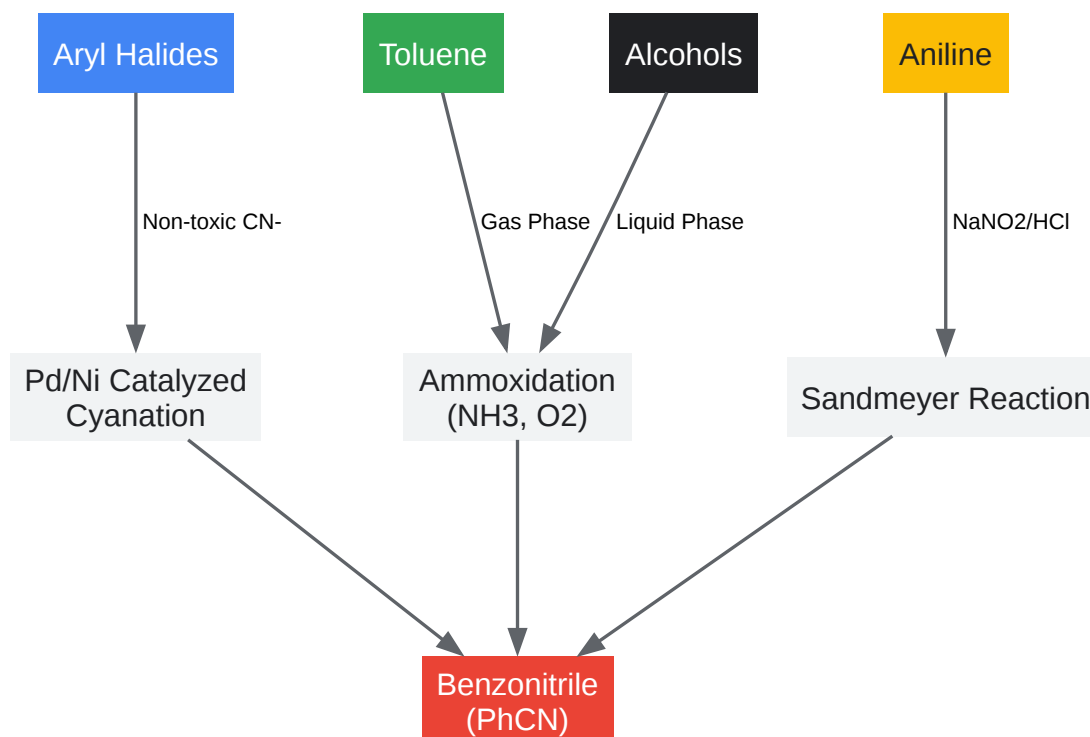 Aryl Halides
Toluene
Alcohols
Aniline
Non-toxic CN-
Gas Phase
Liquid Phase
NaNO2/HCl
Pd/Ni Catalyzed
Cyanation
Ammoxidation
(NH3, O2)
Sandmeyer Reaction
Benzonitrile
(PhCN)